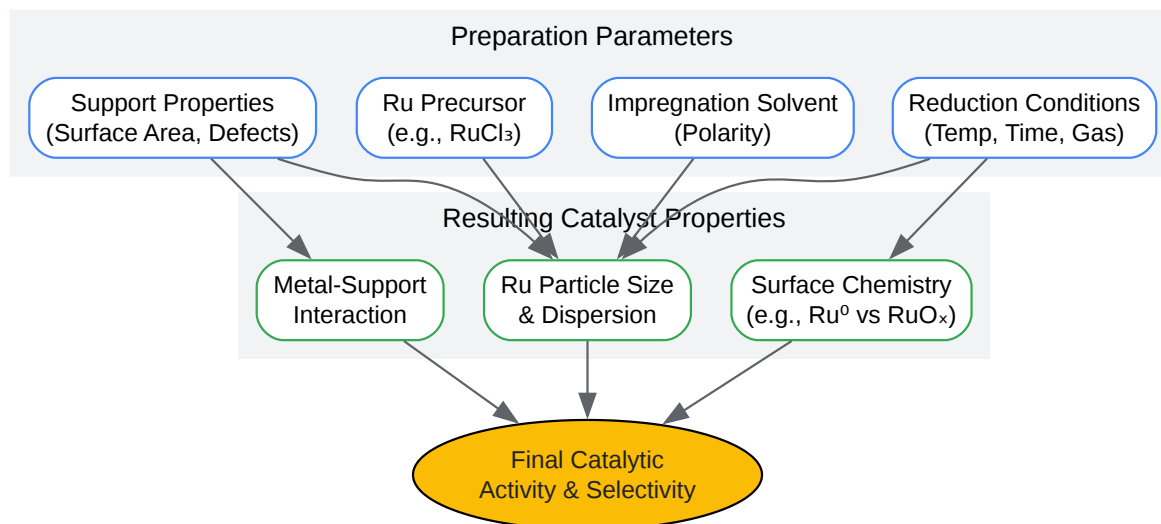 Preparation Parameters
Support Properties
(Surface Area, Defects)
Ru Precursor
(e.g., RuCl₃)
Impregnation Solvent
(Polarity)
Reduction Conditions
(Temp, Time, Gas)
Resulting Catalyst Properties
Metal-Support
Interaction
Ru Particle Size
& Dispersion
Surface Chemistry
(e.g., Ru⁰ vs RuOₓ)
Final Catalytic
Activity & Selectivity